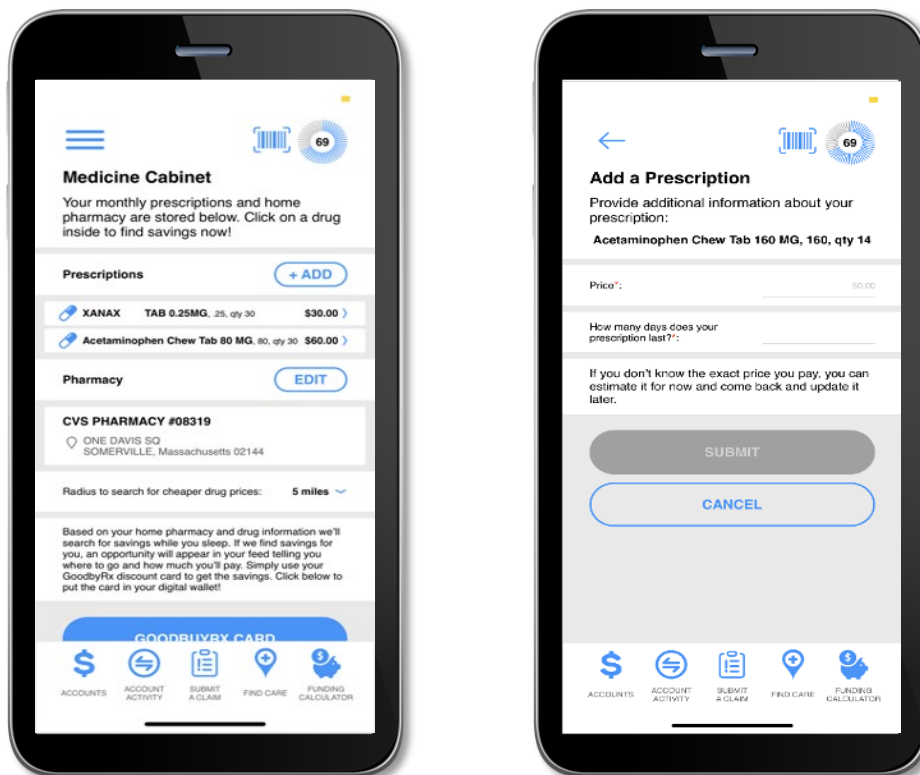 69
Medicine Cabinet
Your monthly prescriptions and home
pharmacy are stored below. Click on a drug
inside to find savings now!
Prescriptions
+ ADD
XANAX TAB 0.25MG, .25, qty 30 $30.00 〉
Acetaminophen Chew Tab 80 MG, 80, qty 30 $60.00 〉
Pharmacy
EDIT
CVS PHARMACY #08319
ONE DAVIS SQ
SOMERVILLE, Massachusetts 02144
Radius to search for cheaper drug prices: 5 miles
Based on your home pharmacy and drug information we'll
search for savings while you sleep. If we find savings for
you, an opportunity will appear in your feed telling you
where to go and how much you'll pay. Simply use your
GoodbyRx discount card to get the savings. Click below to
put the card in your digital wallet!
GOODBUYRX CARD
ACCOUNTS
ACCOUNT
ACTIVITY
SUBMIT
A CLAIM
FIND CARE
FUNDING
CALCULATOR
69
Add a Prescription
Provide additional information about your
prescription:
Acetaminophen Chew Tab 160 MG, 160, qty 14
Price*: $0.00
How many days does your
prescription last?*:
If you don't know the exact price you pay, you can
estimate it for now and come back and update it
later.
SUBMIT
CANCEL
ACCOUNTS
ACCOUNT
ACTIVITY
SUBMIT
A CLAIM
FIND CARE
FUNDING
CALCULATOR